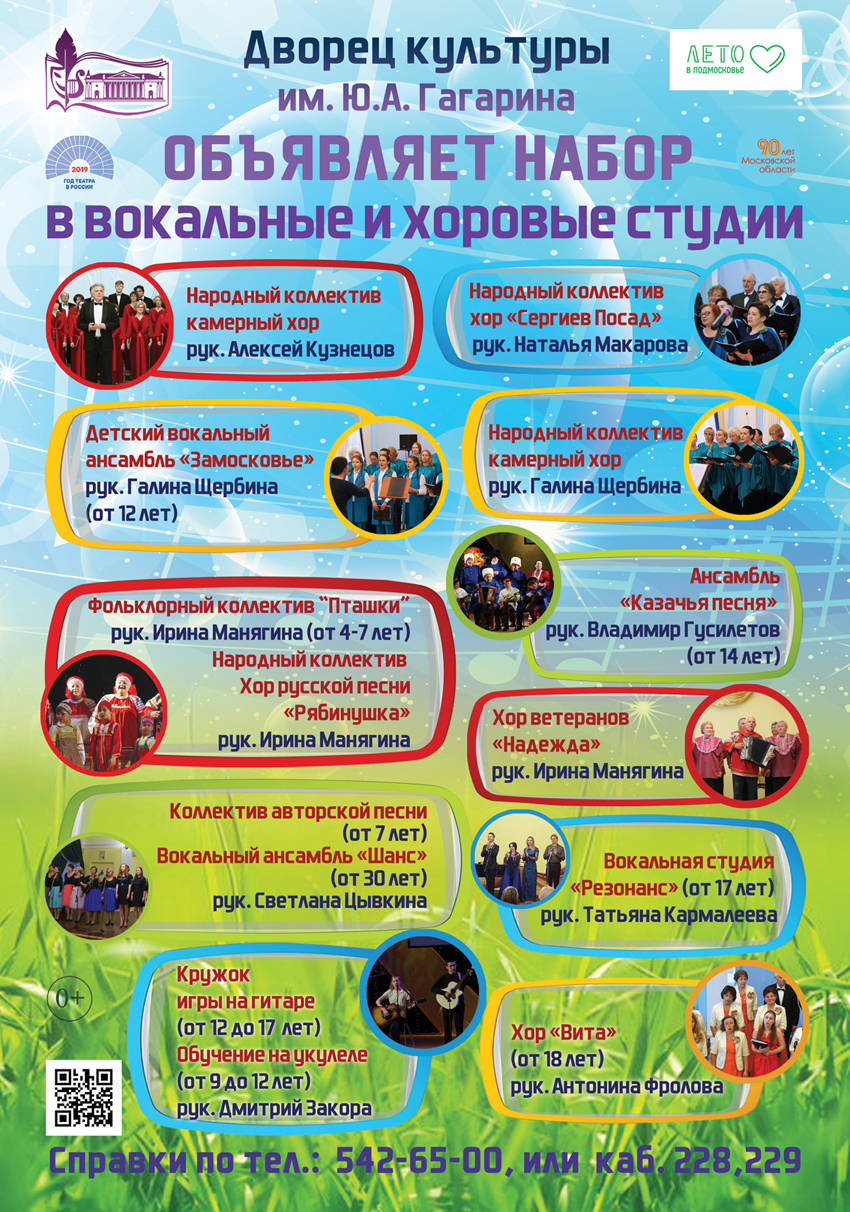 Дворец культуры
ЛЕТО
в подмосковье
им. Ю.А. Гагарина
2019
ГОД ТЕАТРА
В РОССИИ
ОБЪЯВЛЯЕТ НАБОР
90 лет
Московской
области
в вокальные и хоровые студии
Народный коллектив
камерный хор
рук. Алексей Кузнецов
Народный коллектив
хор «Сергиев Посад»
рук. Наталья Макарова
Детский вокальный
ансамбль «Замосковье»
рук. Галина Щербина
(от 12 лет)
Народный коллектив
камерный хор
рук. Галина Щербина
Ансамбль
«Казачья песня»
рук. Владимир Гусилетов
(от 14 лет)
Фольклорный коллектив "Пташки"
рук. Ирина Манягина (от 4-7 лет)
Народный коллектив
Хор русской песни
«Рябинушка»
рук. Ирина Манягина
Хор ветеранов
«Надежда»
рук. Ирина Манягина
Коллектив авторской песни
(от 7 лет)
Вокальный ансамбль «Шанс»
(от 30 лет)
рук. Светлана Цывкина
Вокальная студия
«Резонанс» (от 17 лет)
рук. Татьяна Кармалеева
Кружок
игры на гитаре
(от 12 до 17 лет)
Обучение на укулеле
(от 9 до 12 лет)
рук. Дмитрий Закора
0+
Хор «Вита»
(от 18 лет)
рук. Антонина Фролова
Справки по тел.: 542-65-00, или каб. 228,229